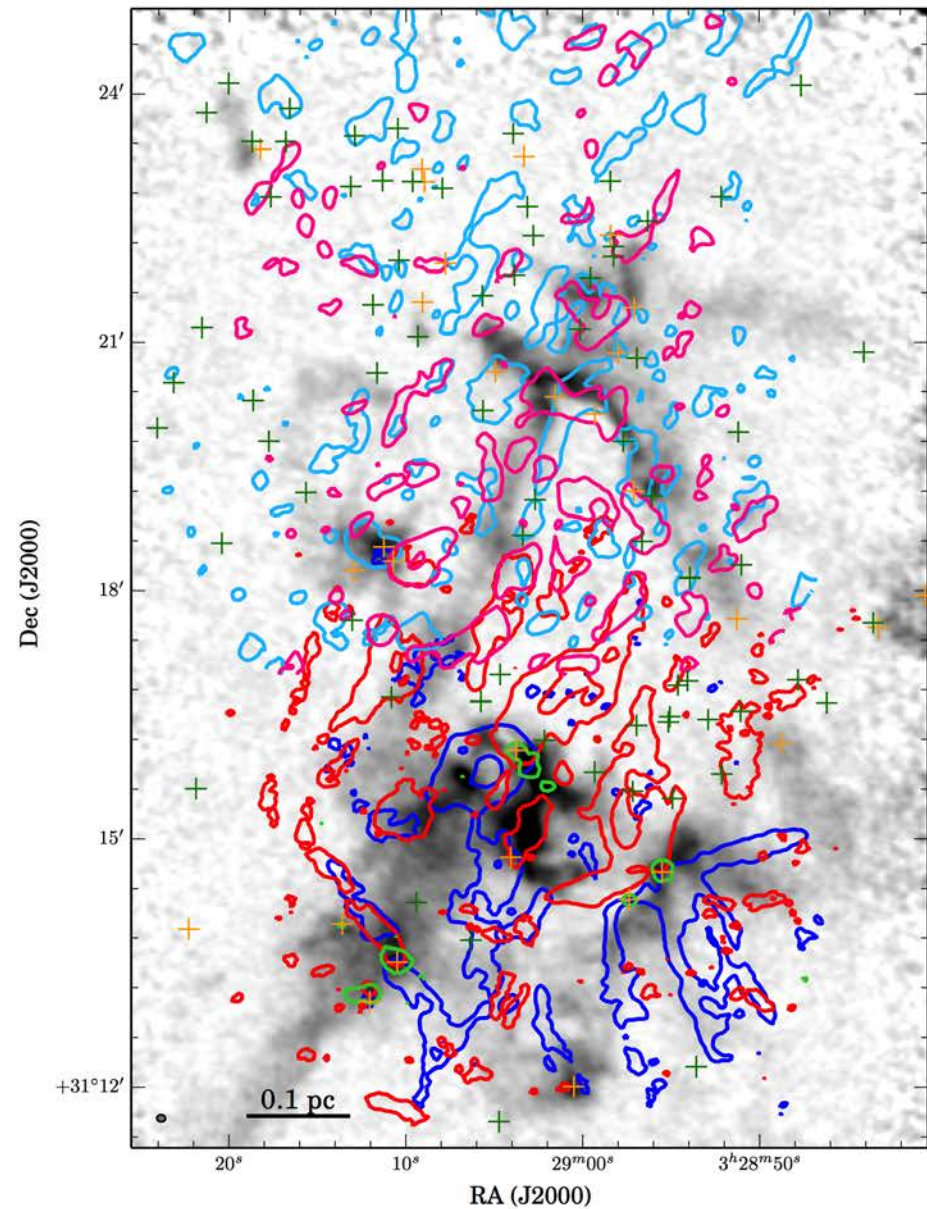 24′
21′
18′
15′
+31°12′
Dec (J2000)
0.1 pc
20ˢ
10ˢ
29ᵐ00ˢ
3ʰ28ᵐ50ˢ
RA (J2000)